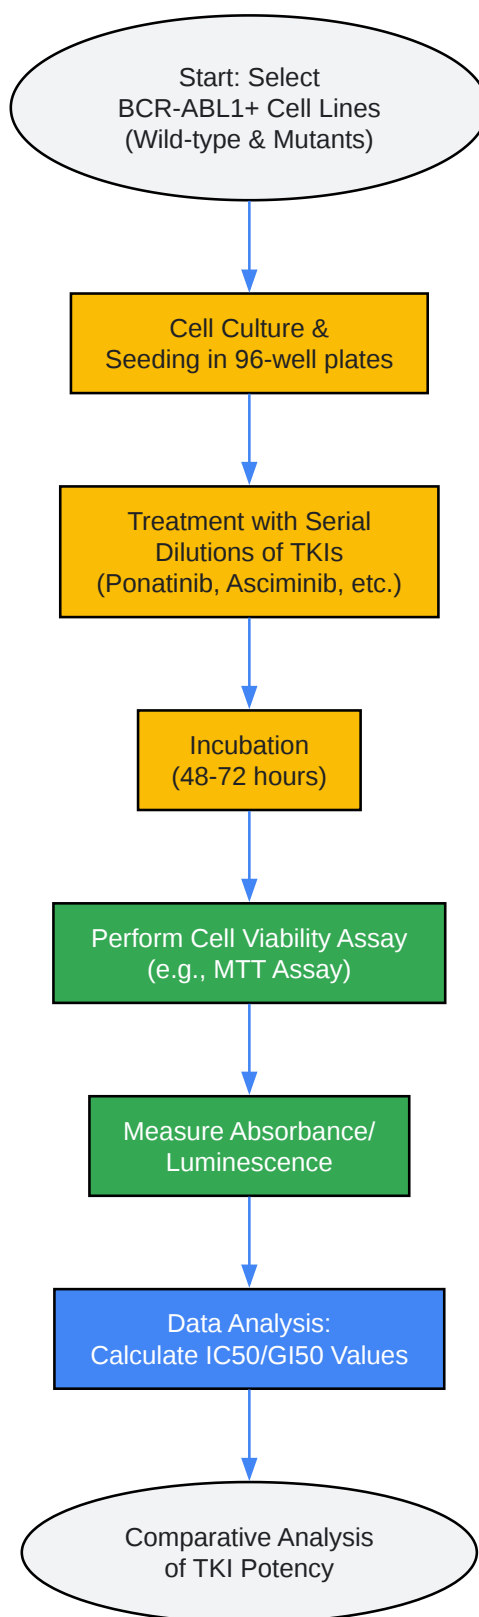 Start: Select
BCR-ABL1+ Cell Lines
(Wild-type & Mutants)
Cell Culture &
Seeding in 96-well plates
Treatment with Serial
Dilutions of TKIs
(Ponatinib, Asciminib, etc.)
Incubation
(48-72 hours)
Perform Cell Viability Assay
(e.g., MTT Assay)
Measure Absorbance/
Luminescence
Data Analysis:
Calculate IC50/GI50 Values
Comparative Analysis
of TKI Potency